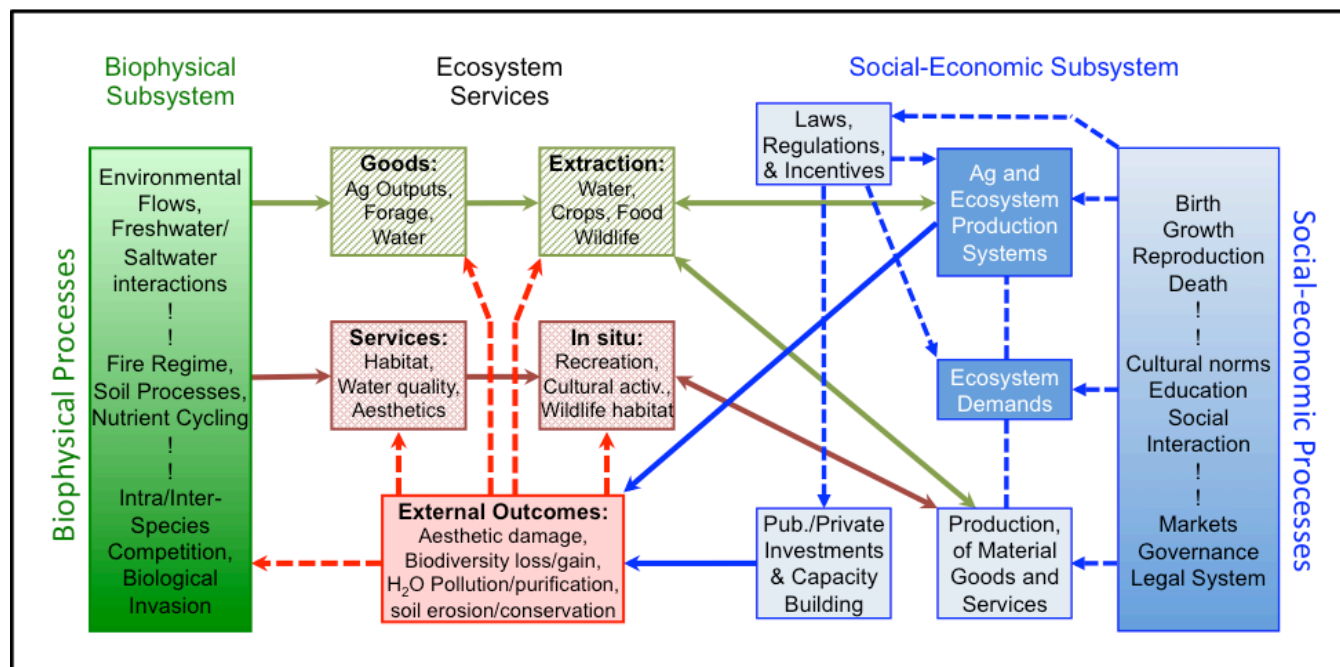 Biophysical
Subsystem
Ecosystem
Services
Social-Economic Subsystem
Biophysical Processes
Environmental
Flows,
Freshwater/
Saltwater
interactions
!
!
Fire Regime,
Soil Processes,
Nutrient Cycling
!
!
Intra/Inter-
Species
Competition,
Biological
Invasion
Goods:
Ag Outputs,
Forage,
Water
Extraction:
Water,
Crops, Food
Wildlife
Services:
Habitat,
Water quality,
Aesthetics
In situ:
Recreation,
Cultural activ.,
Wildlife habitat
External Outcomes:
Aesthetic damage,
Biodiversity loss/gain,
H₂O Pollution/purification,
soil erosion/conservation
Laws,
Regulations,
& Incentives
Ag and
Ecosystem
Production
Systems
Ecosystem
Demands
Pub./Private
Investments
& Capacity
Building
Production,
of Material
Goods and
Services
Birth
Growth
Reproduction
Death
!
!
Cultural norms
Education
Social
Interaction
!
!
Markets
Governance
Legal System
Social-economic Processes